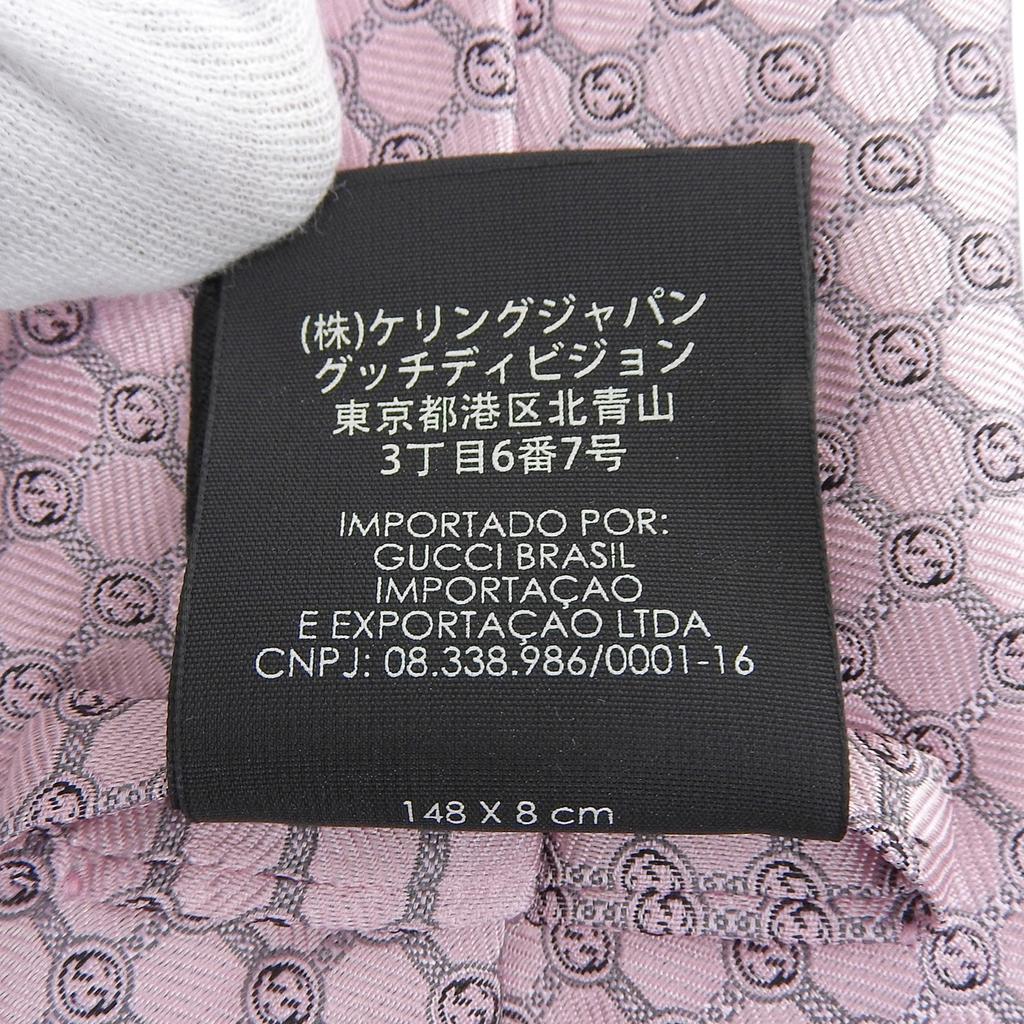 (株)ケリングジャパン
グッチディビジョン
東京都港区北青山
3丁目6番7号
IMPORTADO POR:
GUCCI BRASIL
IMPORTAÇAO
E EXPORTAÇAO LTDA
CNPJ: 08.338.986/0001-16
148 X 8 cm